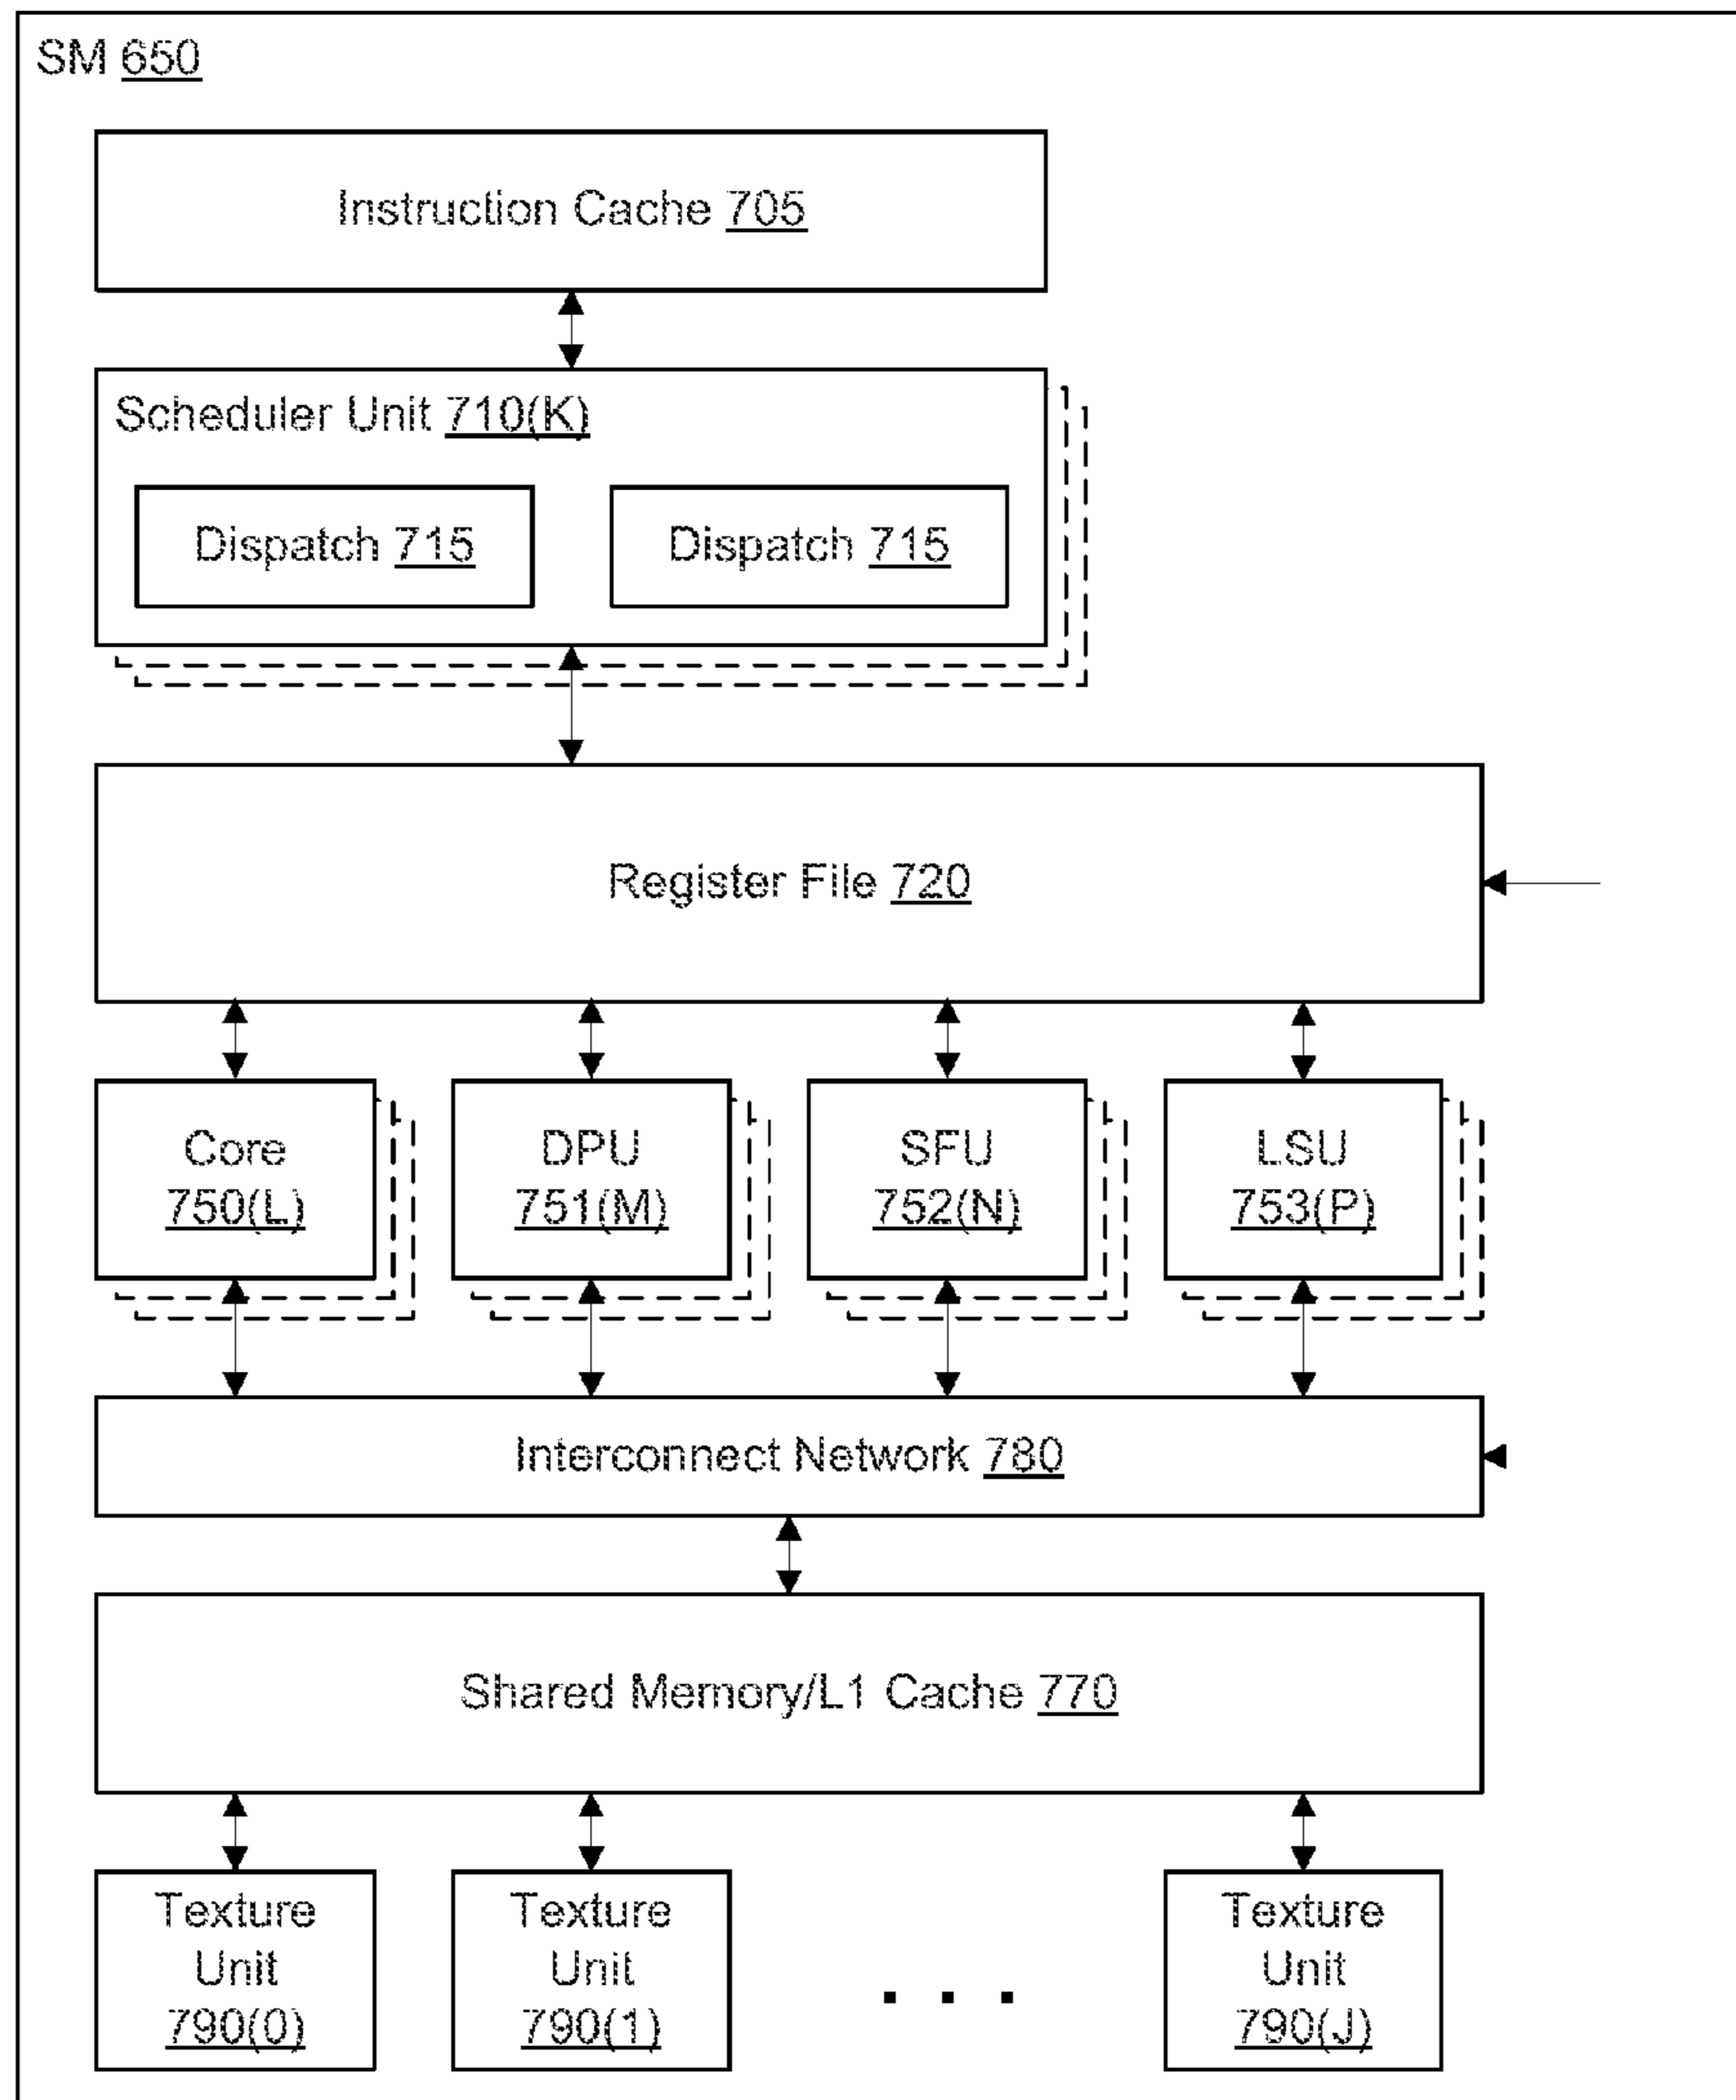 SM 650
Instruction Cache 705
Scheduler Unit 710(K)
Dispatch 715 Dispatch 715
Register File 720
Core DPU SFU LSU
750(L) 751(M) 752(N) 753(P)
Interconnect Network 780
Shared Memory/L1 Cache 770
Texture Texture Texture
Unit Unit . . . Unit
790(0) 790(1) 790(J)